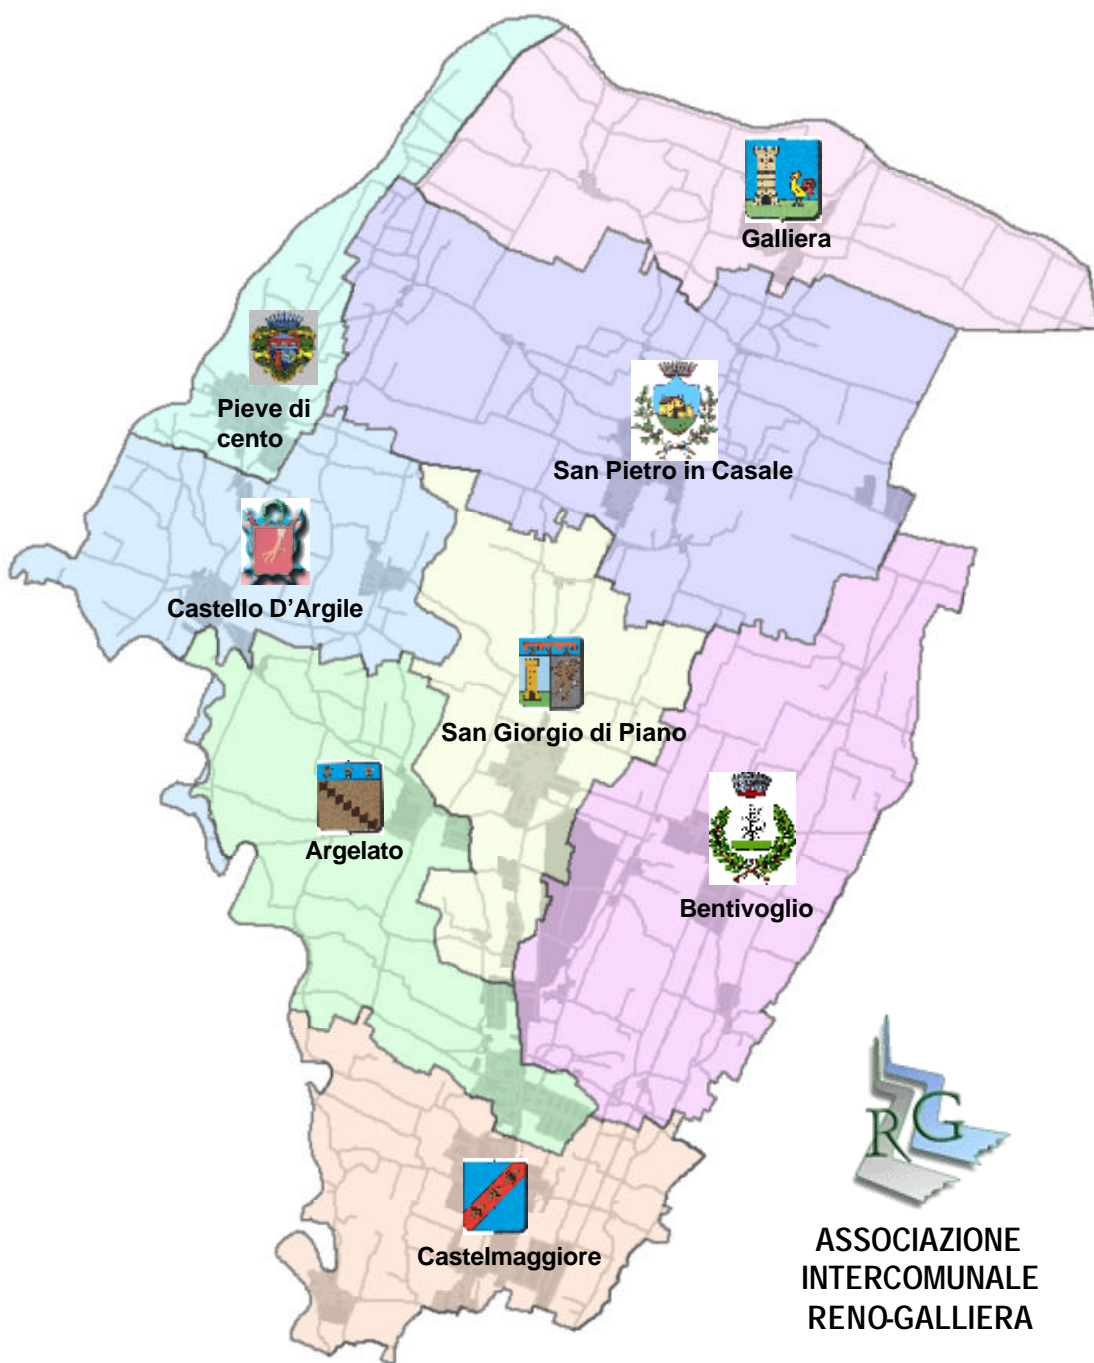 Galliera
Pieve di
cento
San Pietro in Casale
Castello D'Argile
San Giorgio di Piano
Argelato
Bentivoglio
Castelmaggiore
RG
ASSOCIAZIONE
INTERCOMUNALE
RENO-GALLIERA